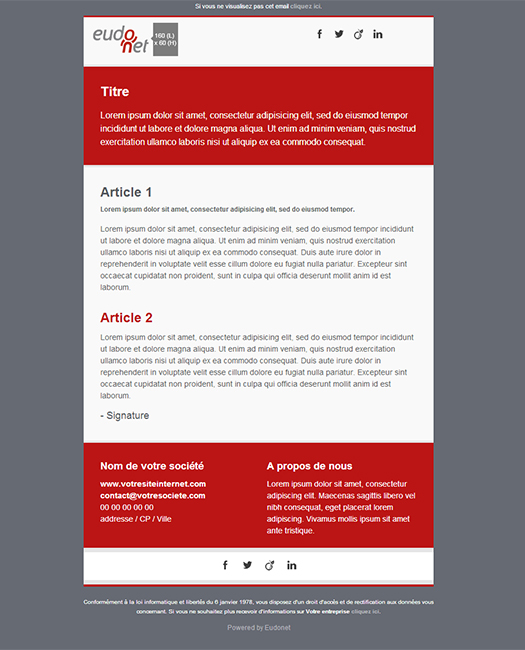 Si vous ne visualisez pas cet email cliquez ici.
eudonet
160 (L)
x 60 (H)
Titre
Lorem ipsum dolor sit amet, consectetur adipisicing elit, sed do eiusmod tempor
incididunt ut labore et dolore magna aliqua. Ut enim ad minim veniam, quis nostrud
exercitation ullamco laboris nisi ut aliquip ex ea commodo consequat.
Article 1
Lorem ipsum dolor sit amet, consectetur adipisicing elit, sed do eiusmod tempor.
Lorem ipsum dolor sit amet, consectetur adipisicing elit, sed do eiusmod tempor incididunt
ut labore et dolore magna aliqua. Ut enim ad minim veniam, quis nostrud exercitation
ullamco laboris nisi ut aliquip ex ea commodo consequat. Duis aute irure dolor in
reprehenderit in voluptate velit esse cillum dolore eu fugiat nulla pariatur. Excepteur sint
occaecat cupidatat non proident, sunt in culpa qui officia deserunt mollit anim id est
laborum.
Article 2
Lorem ipsum dolor sit amet, consectetur adipisicing elit, sed do eiusmod tempor incididunt
ut labore et dolore magna aliqua. Ut enim ad minim veniam, quis nostrud exercitation
ullamco laboris nisi ut aliquip ex ea commodo consequat. Duis aute irure dolor in
reprehenderit in voluptate velit esse cillum dolore eu fugiat nulla pariatur. Excepteur sint
occaecat cupidatat non proident, sunt in culpa qui officia deserunt mollit anim id est
laborum.
- Signature
Nom de votre société
www.votresiteinternet.com
contact@votresociete.com
00 00 00 00 00
addresse / CP / Ville
A propos de nous
Lorem ipsum dolor sit amet, consectetur
adipiscing elit. Maecenas sagittis libero vel
nibh consequat, eget placerat lorem
adipiscing. Vivamus mollis ipsum sit amet
ante tristique.
Conformément à la loi informatique et libertés du 6 janvier 1978, vous disposez d'un droit d'accès et de rectification aux données vous
concernant. Si vous ne souhaitez plus recevoir d'informations sur Votre entreprise cliquez ici.
Powered by Eudonet